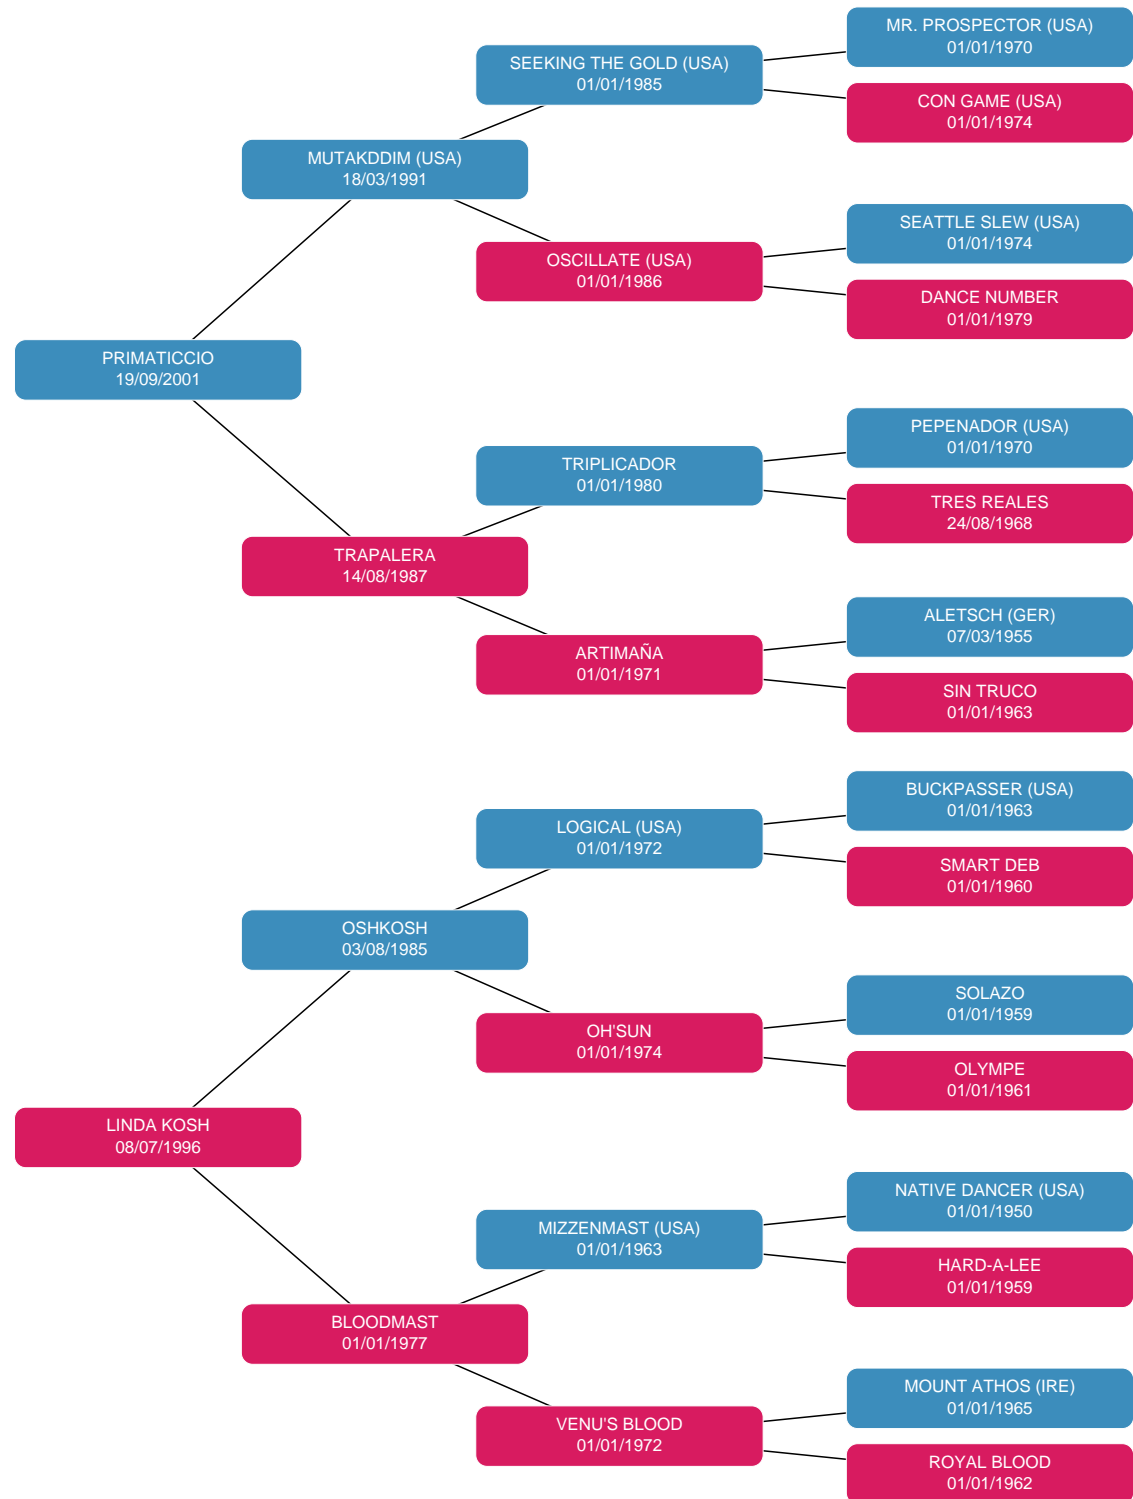 MR. PROSPECTOR (USA)
01/01/1970
SEEKING THE GOLD (USA)
01/01/1985
CON GAME (USA)
01/01/1974
MUTAKDDIM (USA)
18/03/1991
SEATTLE SLEW (USA)
01/01/1974
OSCILLATE (USA)
01/01/1986
DANCE NUMBER
01/01/1979
PRIMATICCIO
19/09/2001
PEPENADOR (USA)
01/01/1970
TRIPLICADOR
01/01/1980
TRES REALES
24/08/1968
TRAPALERA
14/08/1987
ALETSCH (GER)
07/03/1955
ARTIMAÑA
01/01/1971
SIN TRUCO
01/01/1963
BUCKPASSER (USA)
01/01/1963
LOGICAL (USA)
01/01/1972
SMART DEB
01/01/1960
OSHKOSH
03/08/1985
SOLAZO
01/01/1959
OH'SUN
01/01/1974
OLYMPE
01/01/1961
LINDA KOSH
08/07/1996
NATIVE DANCER (USA)
01/01/1950
MIZZENMAST (USA)
01/01/1963
HARD-A-LEE
01/01/1959
BLOODMAST
01/01/1977
MOUNT ATHOS (IRE)
01/01/1965
VENU'S BLOOD
01/01/1972
ROYAL BLOOD
01/01/1962